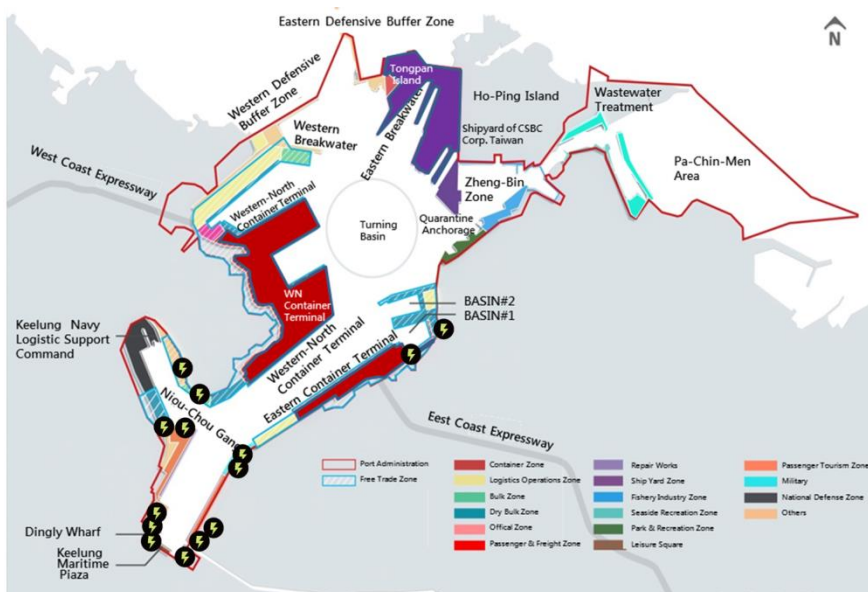 Eastern Defensive Buffer Zone
N
Tongpan
Island
Western Defensive
Buffer Zone
Ho-Ping Island
Wastewater
Treatment
Western
Breakwater
Eastern Breakwater
Shipyard of CSBC
Corp. Taiwan
Pa-Chin-Men
Area
West Coast Expressway
Western-North
Container Terminal
Zheng-Bin
Zone
Turning
Basin
Quarantine
Anchorage
WN
Container
Terminal
BASIN#2
BASIN#1
Keelung Navy
Logistic Support
Command
Western-North
Container Terminal
Eastern Container Terminal
Niou-Chou Gang
Eest Coast Expressway
Port Administration
Free Trade Zone
Container Zone
Logistics Operations Zone
Bulk Zone
Dry Bulk Zone
Offical Zone
Passenger & Freight Zone
Repair Works
Ship Yard Zone
Fishery Industry Zone
Seaside Recreation Zone
Park & Recreation Zone
Leisure Square
Passenger Tourism Zone
Military
National Defense Zone
Others
Dingly Wharf
Keelung
Maritime
Piaza